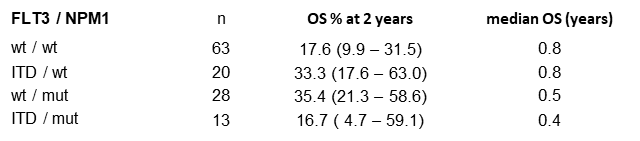 FLT3 / NPM1 n OS % at 2 years median OS (years)
wt / wt 63 17.6 (9.9 – 31.5) 0.8
ITD / wt 20 33.3 (17.6 – 63.0) 0.8
wt / mut 28 35.4 (21.3 – 58.6) 0.5
ITD / mut 13 16.7 ( 4.7 – 59.1) 0.4